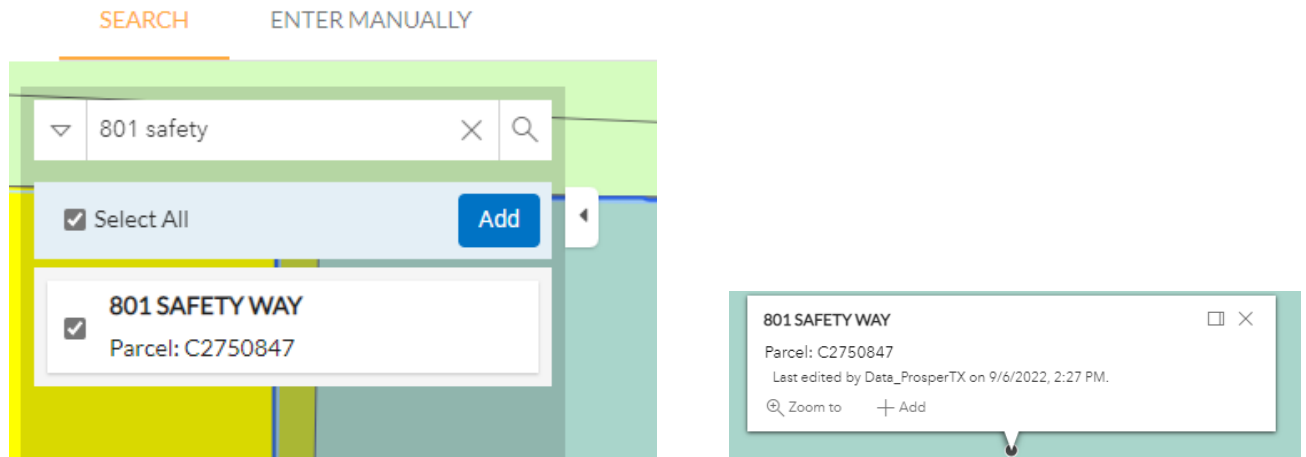 SEARCH ENTER MANUALLY
801 safety
Select All Add
801 SAFETY WAY
Parcel: C2750847
801 SAFETY WAY
Parcel: C2750847
Last edited by Data_ProsperTX on 9/6/2022, 2:27 PM.
Zoom to Add